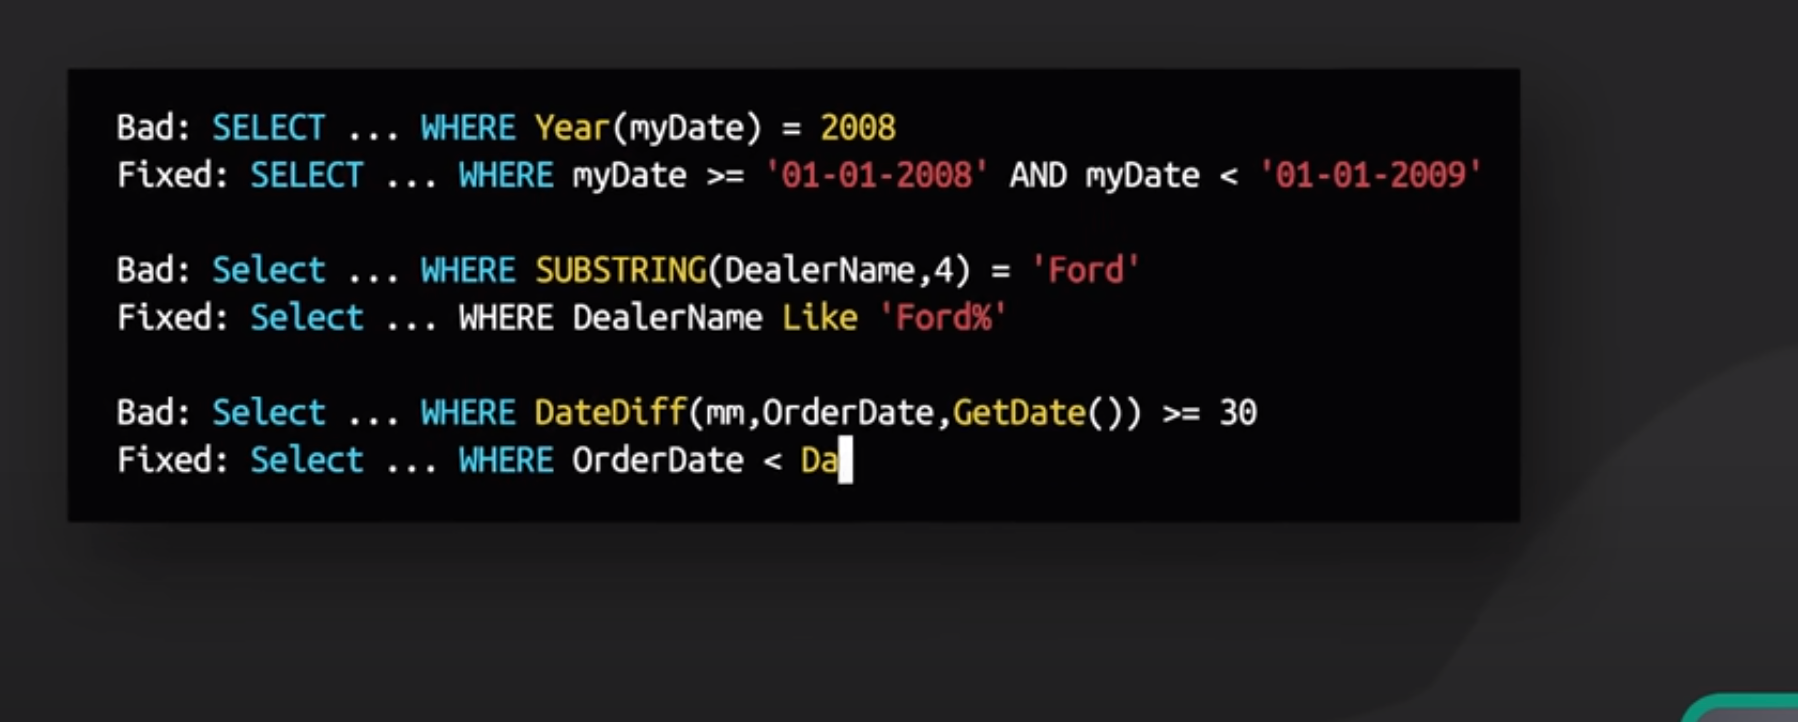 Bad: SELECT ... WHERE Year(myDate) = 2008
Fixed: SELECT ... WHERE myDate >= '01-01-2008' AND myDate < '01-01-2009'
Bad: Select ... WHERE SUBSTRING(DealerName,4) = 'Ford'
Fixed: Select ... WHERE DealerName Like 'Ford%'
Bad: Select ... WHERE DateDiff(mm,OrderDate,GetDate()) >= 30
Fixed: Select ... WHERE OrderDate < Da